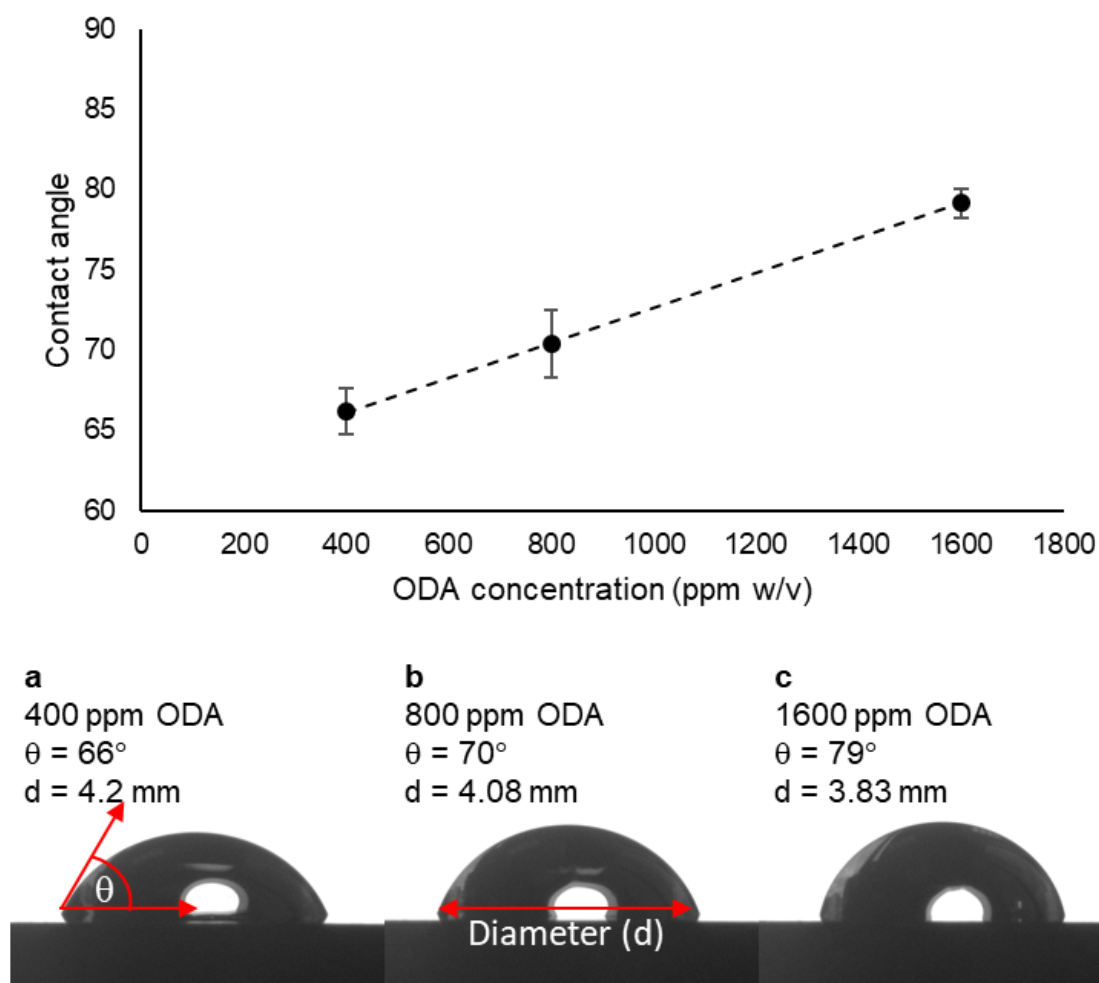 90
85
80
75
70
65
60
Contact angle
0 200 400 600 800 1000 1200 1400 1600 1800
ODA concentration (ppm w/v)
a
400 ppm ODA
θ = 66°
d = 4.2 mm
θ
b
800 ppm ODA
θ = 70°
d = 4.08 mm
Diameter (d)
c
1600 ppm ODA
θ = 79°
d = 3.83 mm